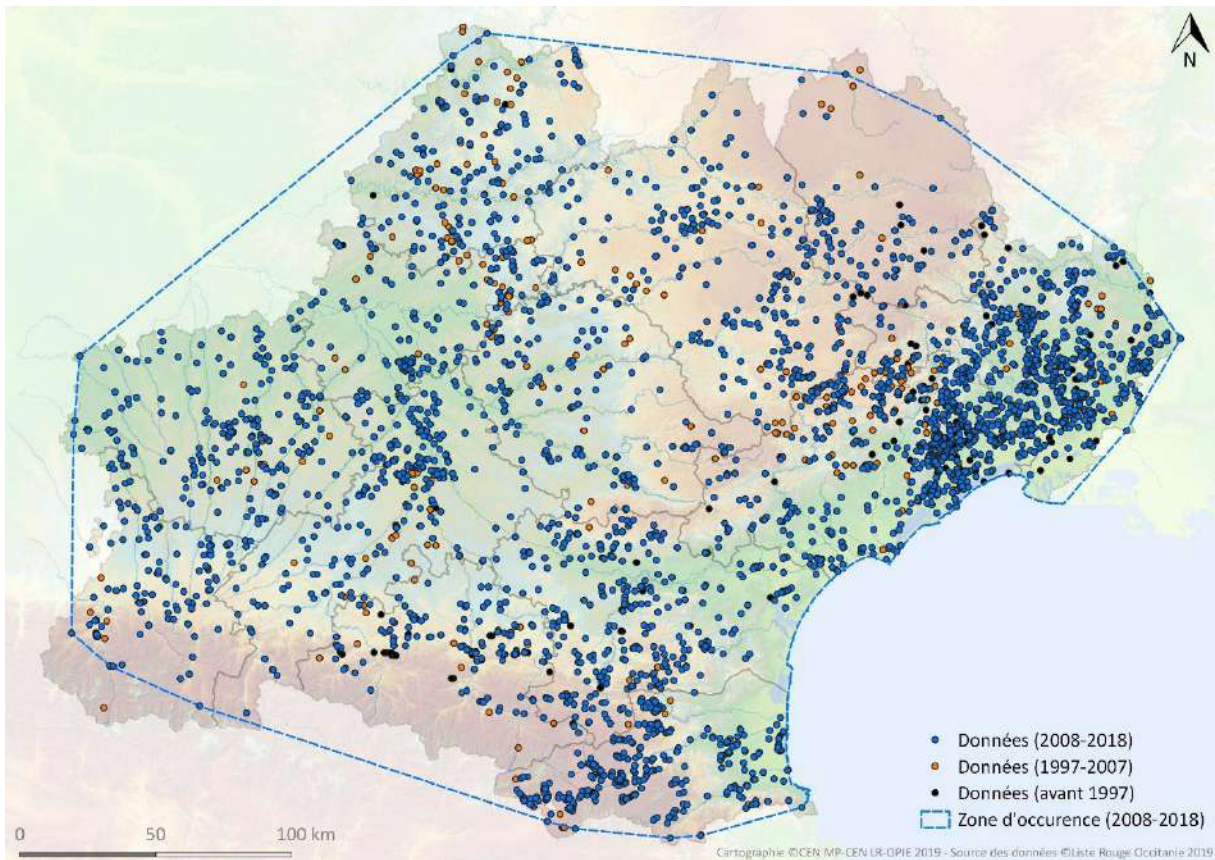 N
Données (2008-2018)
Données (1997-2007)
Données (avant 1997)
Zone d'occurence (2008-2018)
0 50 100 km
Cartographie ©CEN MP-CEN LR-OPIE 2019 - Source des données ©Liste Rouge Occitanie 2019